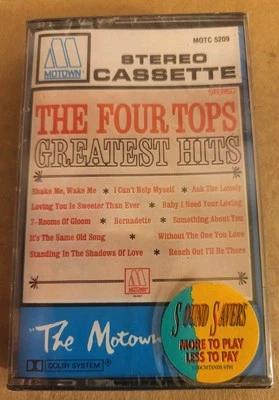 MOTC 5209
MOTOWN
STEREO
CASSETTE
STEREO
THE FOUR TOPS
GREATEST HITS
Shake Me, Wake Me * I Can't Help Myself * Ask The Lonely
Loving You Is Sweeter Than Ever * Baby I Need Your Loving
7-Rooms Of Gloom * Bernadette * Something About You
It's The Same Old Song * Without The One You Love
Standing In The Shadows Of Love * Reach Out I'll Be There
MOTOWN
"The Motown
DOLBY SYSTEM
SOUND SAVERS
MORE TO PLAY
LESS TO PAY